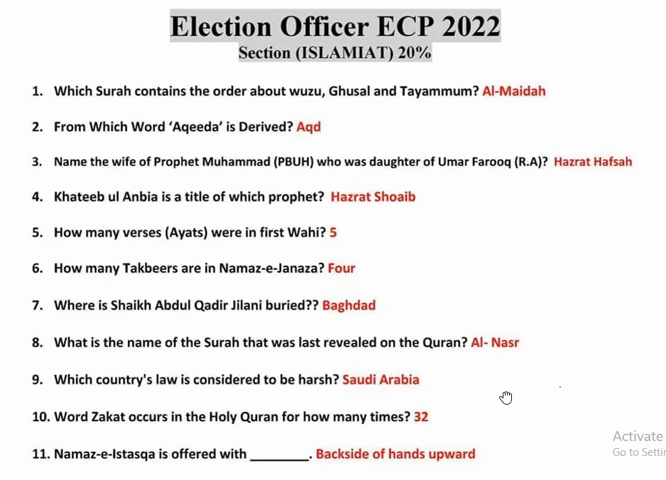 Election Officer ECP 2022
Section (ISLAMIAT) 20%
1. Which Surah contains the order about wuzu, Ghusal and Tayammum? Al-Maidah
2. From Which Word ‘Aqeeda’ is Derived? Aqd
3. Name the wife of Prophet Muhammad (PBUH) who was daughter of Umar Farooq (R.A)? Hazrat Hafsah
4. Khateeb ul Anbia is a title of which prophet? Hazrat Shoaib
5. How many verses (Ayats) were in first Wahi? 5
6. How many Takbeers are in Namaz-e-Janaza? Four
7. Where is Shaikh Abdul Qadir Jilani buried?? Baghdad
8. What is the name of the Surah that was last revealed on the Quran? Al- Nasr
9. Which country's law is considered to be harsh? Saudi Arabia
10. Word Zakat occurs in the Holy Quran for how many times? 32
11. Namaz-e-Istasqa is offered with ________. Backside of hands upward
Activate
Go to Settin